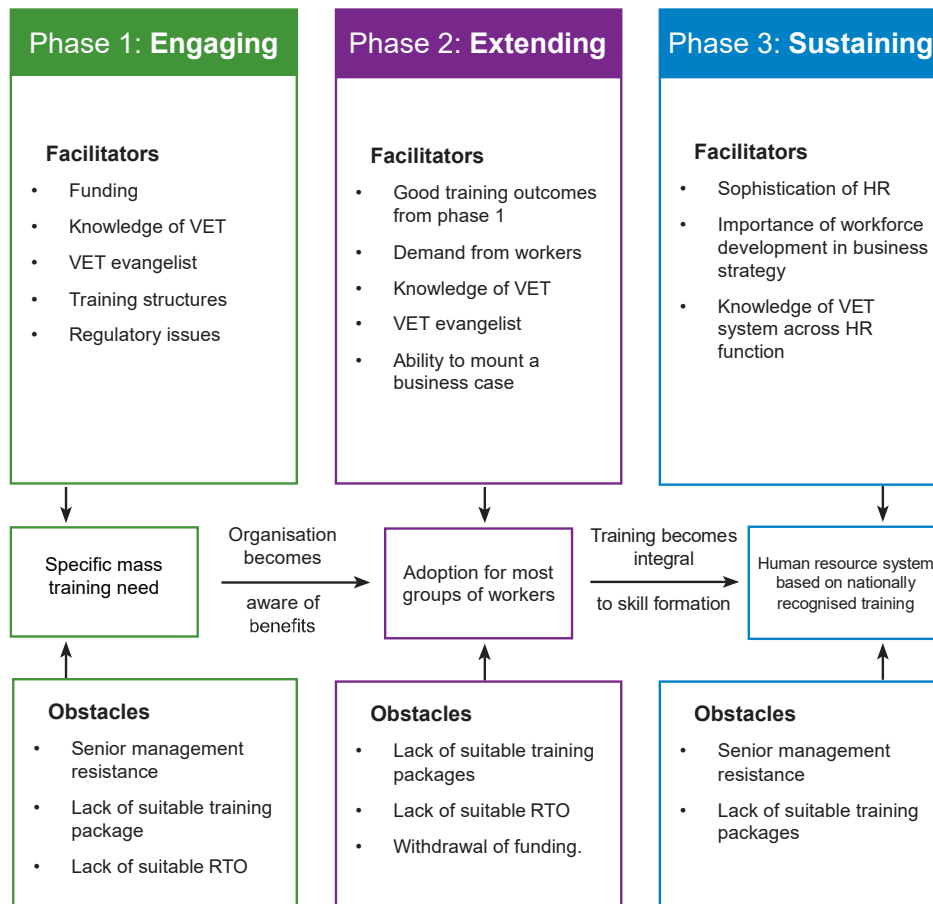 Phase 1: Engaging
Facilitators
• Funding
• Knowledge of VET
• VET evangelist
• Training structures
• Regulatory issues
Phase 2: Extending
Facilitators
• Good training outcomes
from phase 1
• Demand from workers
• Knowledge of VET
• VET evangelist
• Ability to mount a
business case
Phase 3: Sustaining
Facilitators
• Sophistication of HR
• Importance of workforce
development in business
strategy
• Knowledge of VET
system across HR
function
Specific mass
training need
Organisation
becomes
aware of
benefits
Adoption for most
groups of workers
Training becomes
integral
to skill formation
Human resource system
based on nationally
recognised training
Obstacles
• Senior management
resistance
• Lack of suitable training
package
• Lack of suitable RTO
Obstacles
• Lack of suitable training
packages
• Lack of suitable RTO
• Withdrawal of funding.
Obstacles
• Senior management
resistance
• Lack of suitable training
packages